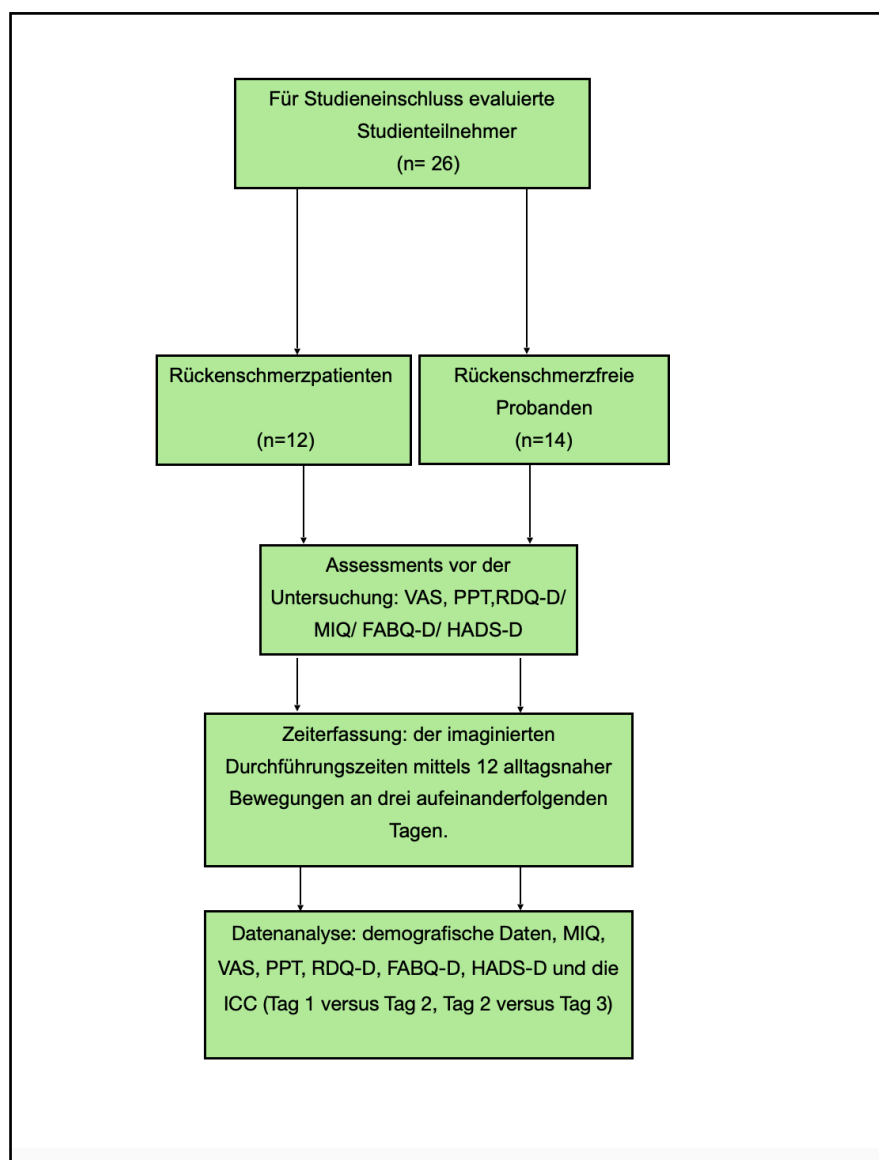 Für Studieneinschluss evaluierte
Studienteilnehmer
(n= 26)
Rückenschmerzpatienten
(n=12)
Rückenschmerzfreie
Probanden
(n=14)
Assessments vor der
Untersuchung: VAS, PPT,RDQ-D/
MIQ/ FABQ-D/ HADS-D
Zeiterfassung: der imaginierten
Durchführungszeiten mittels 12 alltagsnaher
Bewegungen an drei aufeinanderfolgenden
Tagen.
Datenanalyse: demografische Daten, MIQ,
VAS, PPT, RDQ-D, FABQ-D, HADS-D und die
ICC (Tag 1 versus Tag 2, Tag 2 versus Tag 3)